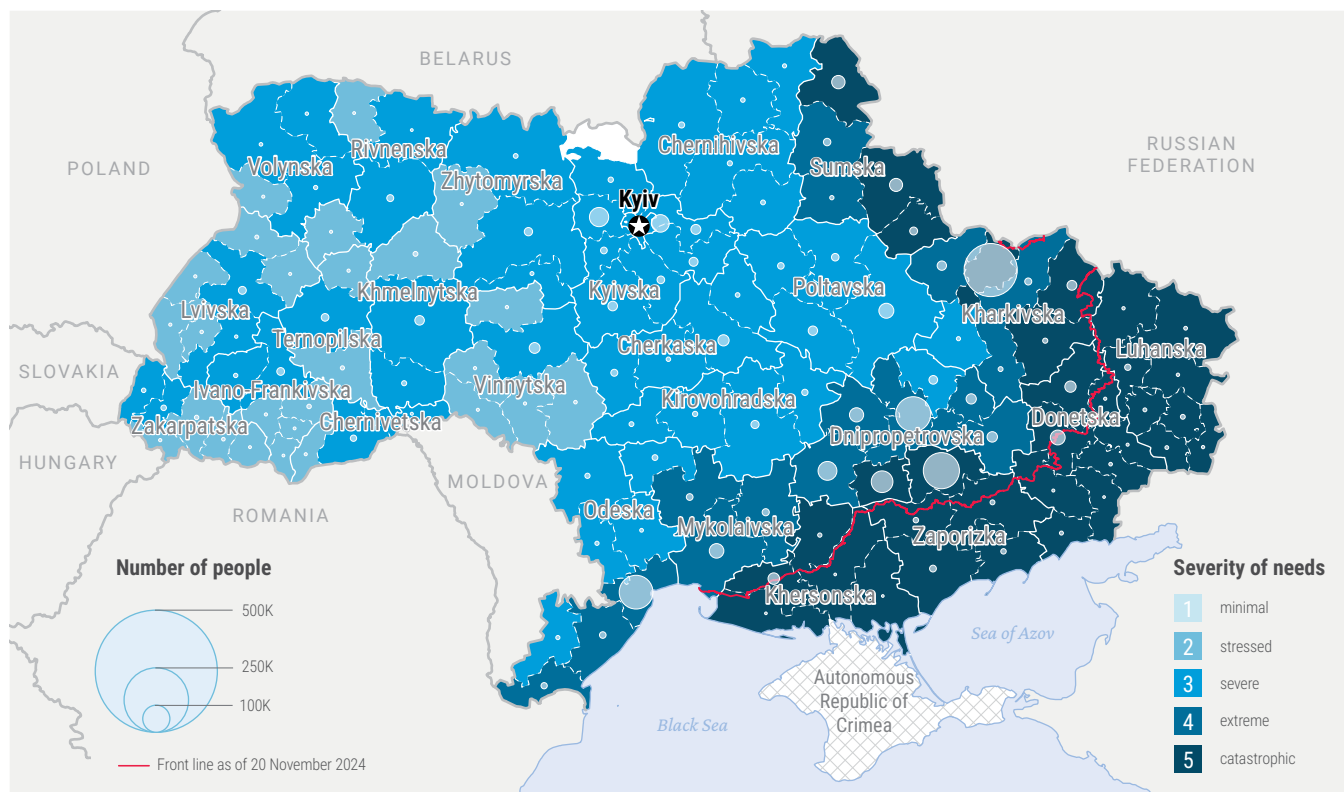 BELARUS
RUSSIAN
FEDERATION
POLAND
Chernihivska
Rivnenska
Volynska
Sumska
Zhytomyrska
Kyiv
Kyivska
Khmelnytska
Poltavska
Lvivska
Kharkivska
Ternopilska
Cherkaska
Luhanska
SLOVAKIA
Ivano-Frankivska
Vinnytska
Kirovohradska
Zakarpatska
Chernivetska
Donetska
Dnipropetrovska
HUNGARY
MOLDOVA
Odeska
ROMANIA
Mykolaivska
Zaporizka
Khersonska
Sea of Azov
Autonomous
Republic of
Crimea
Black Sea
Number of people
500K
250K
100K
Front line as of 20 November 2024
Severity of needs
1 minimal
2 stressed
3 severe
4 extreme
5 catastrophic